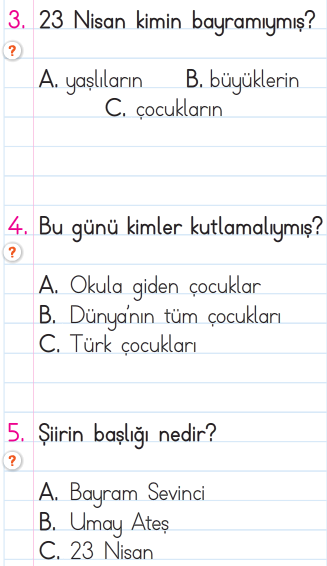 3. 23 Nisan kimin bayramıymış?
?
A. yaşlıların B. büyüklerin
C. çocukların
4. Bu günü kimler kutlamalıymış?
?
A. Okula giden çocuklar
B. Dünya'nın tüm çocukları
C. Türk çocukları
5. Şiirin başlığı nedir?
?
A. Bayram Sevinci
B. Umay Ateş
C. 23 Nisan